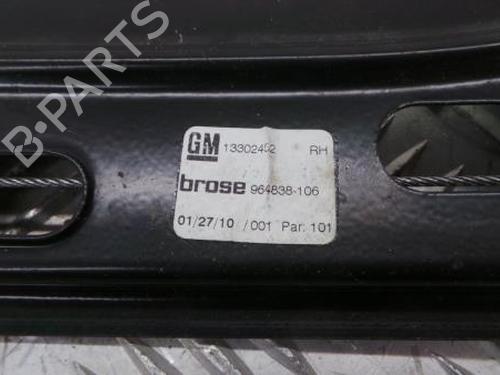 B-PARTS
GM 13302452 RH
brose 964838-106
01/27/10 /001 Par. 101